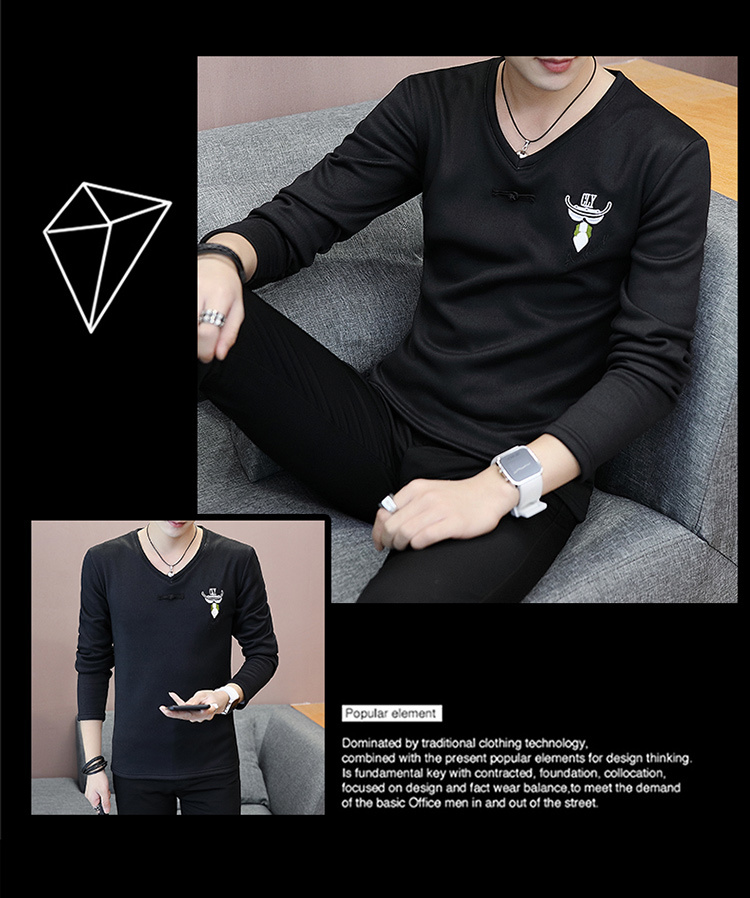 ELY
Popular element
Dominated by traditional clothing technology,
combined with the present popular elements for design thinking.
Is fundamental key with contracted, foundation, collocation,
focused on design and fact wear balance,to meet the demand
of the basic Office men in and out of the street.